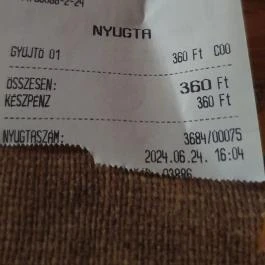 NYUGTA
GYŰJTŐ 01 360 Ft C00
ÖSSZESEN: 360 Ft
KÉSZPÉNZ 360 Ft
NYUGTASZÁM: 3684/00075
2024.06.24. 16:04